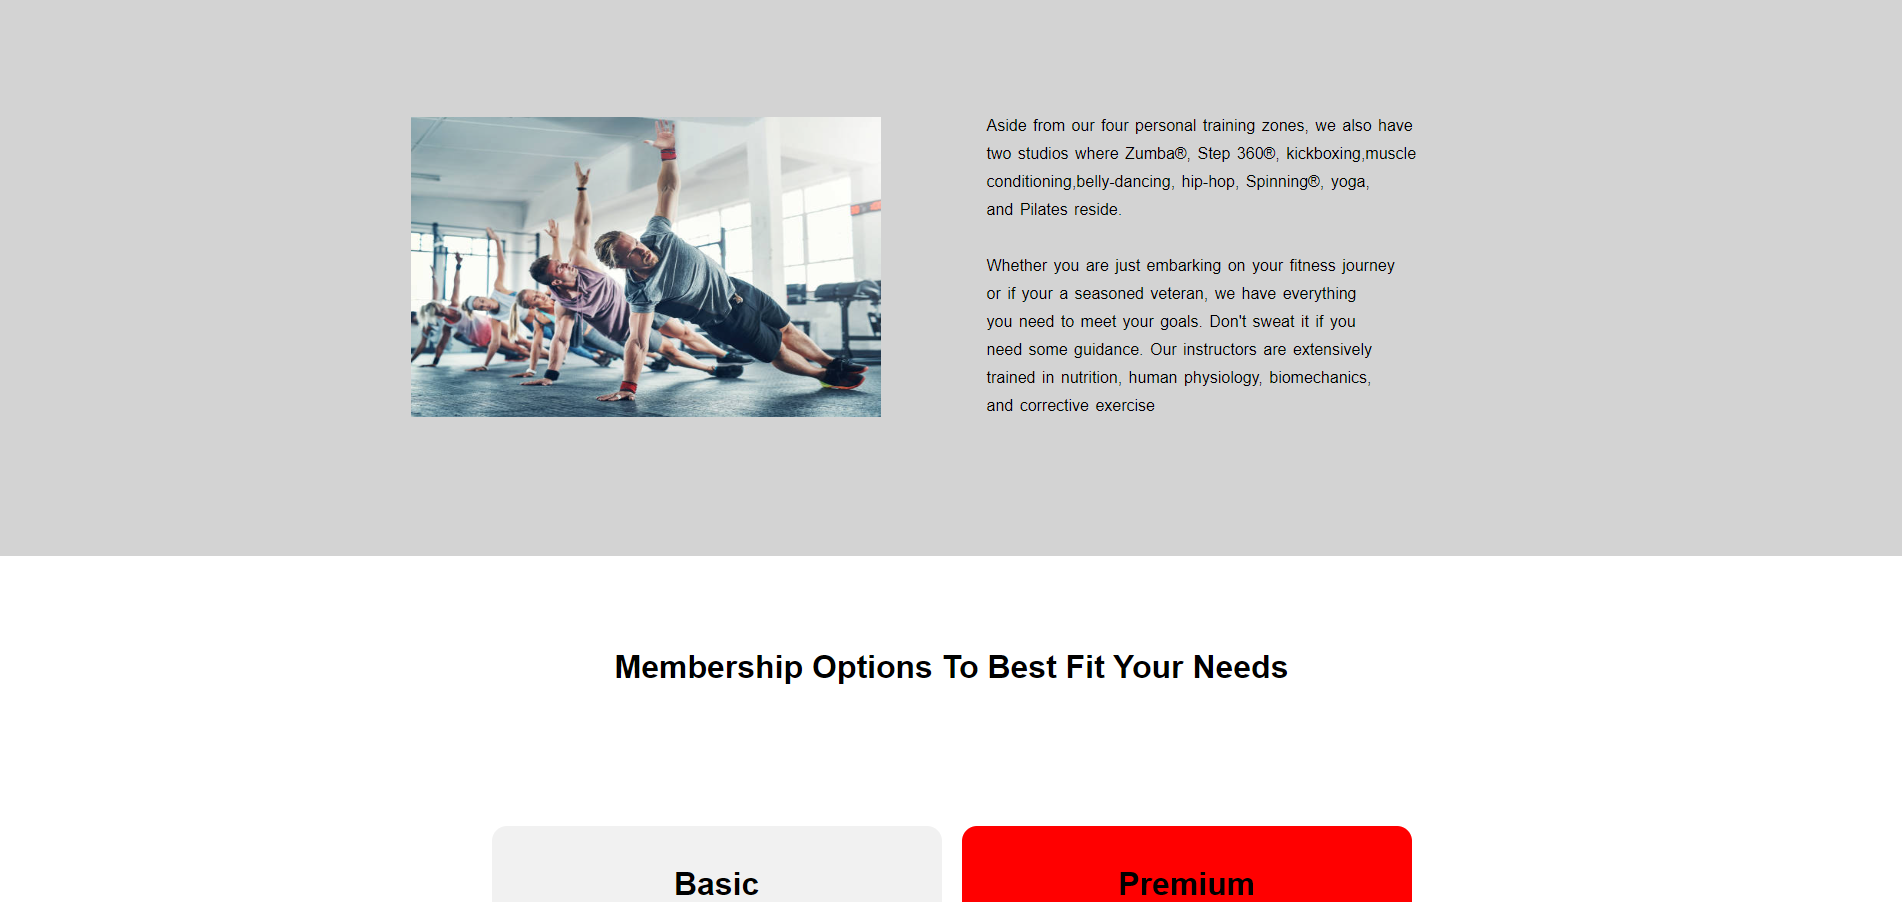 Aside from our four personal training zones, we also have
two studios where Zumba®, Step 360®, kickboxing,muscle
conditioning,belly-dancing, hip-hop, Spinning®, yoga,
and Pilates reside.
Whether you are just embarking on your fitness journey
or if your a seasoned veteran, we have everything
you need to meet your goals. Don't sweat it if you
need some guidance. Our instructors are extensively
trained in nutrition, human physiology, biomechanics,
and corrective exercise
Membership Options To Best Fit Your Needs
Basic
Premium